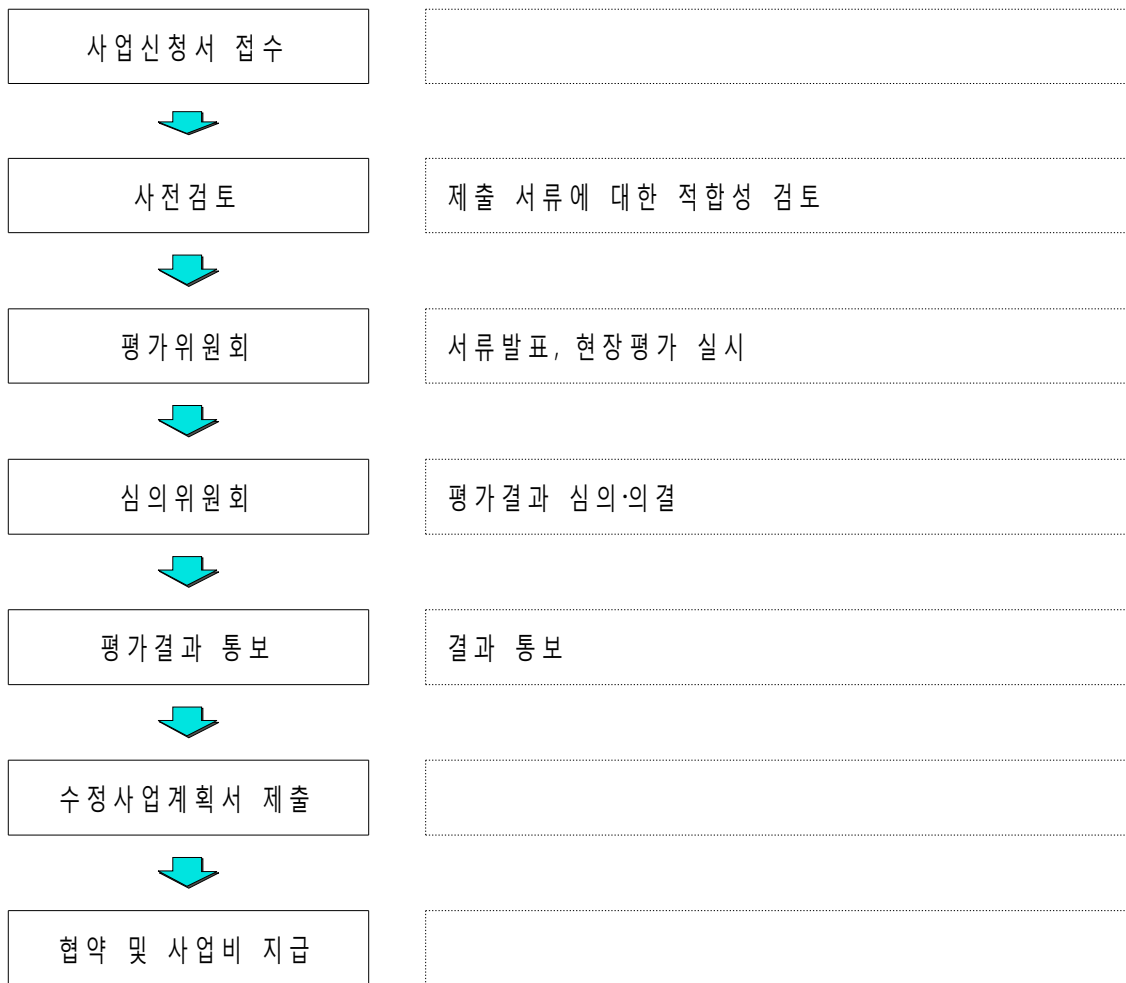 사업신청서 접수
사전검토
제출 서류에 대한 적합성 검토
평가위원회
서류발표, 현장평가 실시
심의위원회
평가결과 심의·의결
평가결과 통보
결과 통보
수정사업계획서 제출
협약 및 사업비 지급